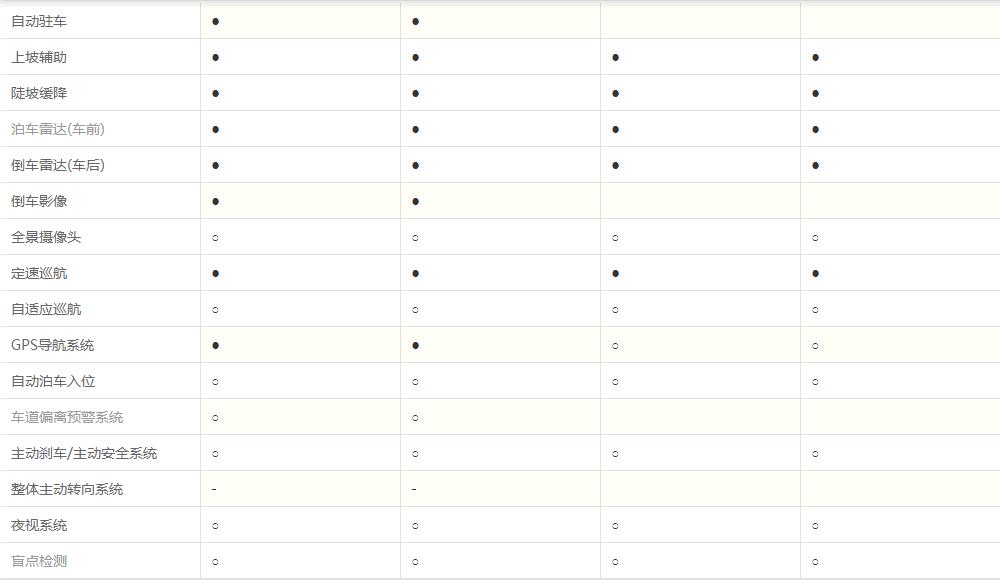 自动驻车 ● ●
上坡辅助 ● ● ● ●
陡坡缓降 ● ● ● ●
泊车雷达(车前) ● ● ● ●
倒车雷达(车后) ● ● ● ●
倒车影像 ● ●
全景摄像头 ○ ○ ○ ○
定速巡航 ● ● ● ●
自适应巡航 ○ ○ ○ ○
GPS导航系统 ● ● ○ ○
自动泊车入位 ○ ○ ○ ○
车道偏离预警系统 ○ ○
主动刹车/主动安全系统 ○ ○ ○ ○
整体主动转向系统 - -
夜视系统 ○ ○ ○ ○
盲点检测 ○ ○ ○ ○